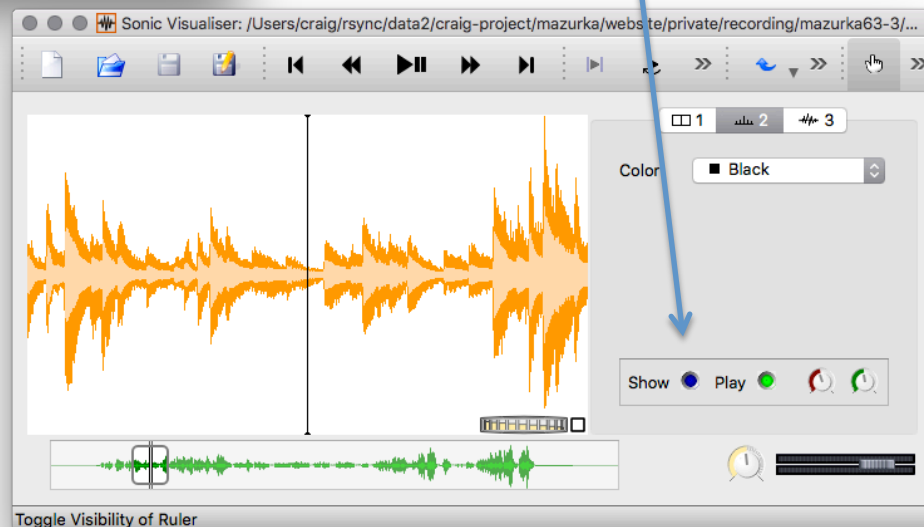 Sonic Visualiser: /Users/craig/rsync/data2/craig-project/mazurka/website/private/recording/mazurka63-3/...
1 2 3
Color Black
Show Play
Toggle Visibility of Ruler